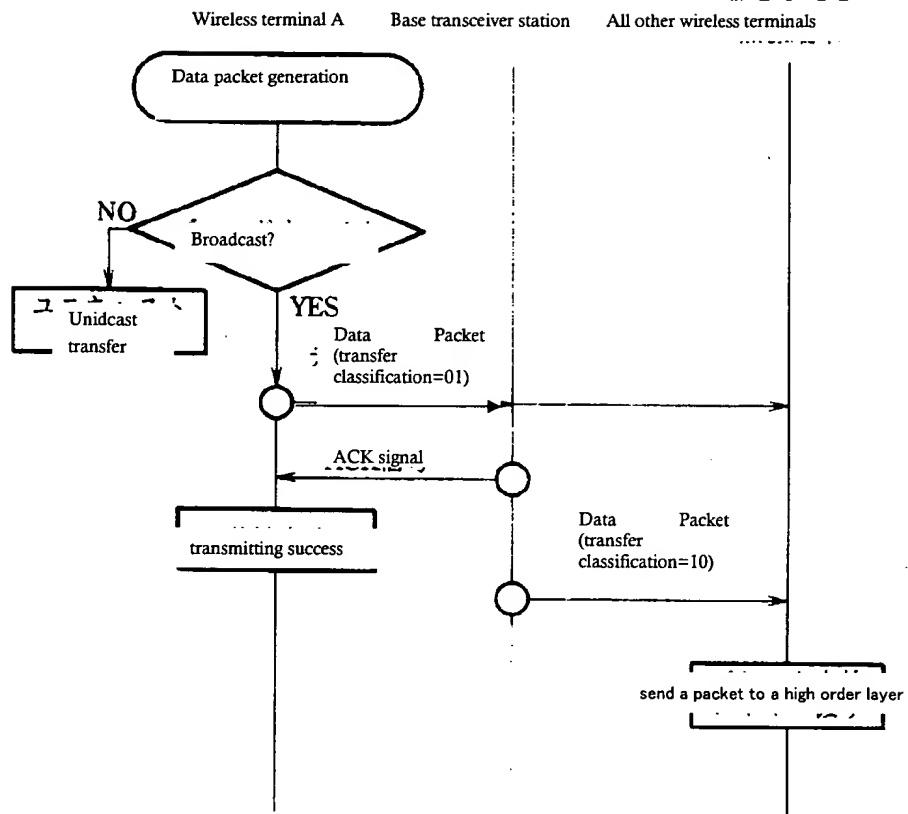 Wireless terminal A Base transceiver station All other wireless terminals
Data packet generation
NO
Broadcast?
YES
Unidcast
transfer
Data Packet
(transfer
classification=01)
ACK signal
transmitting success
Data Packet
(transfer
classification=10)
send a packet to a high order layer